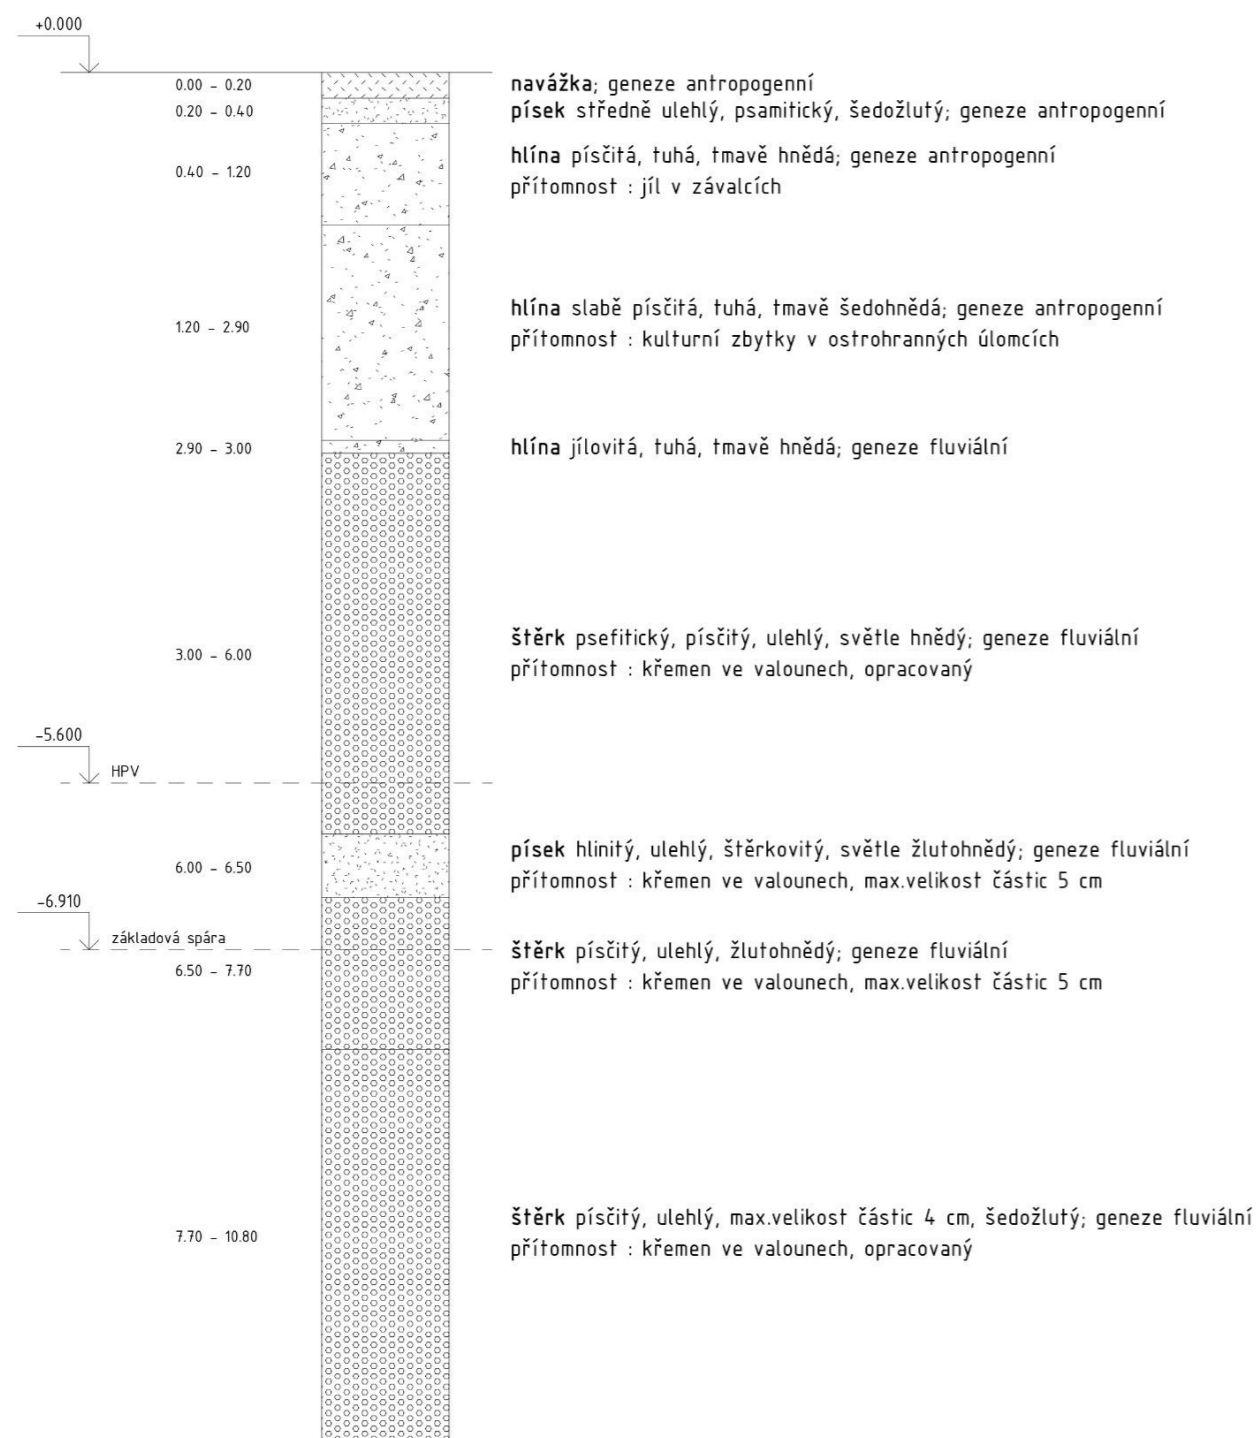 +0.000
0.00 - 0.20
navážka; geneze antropogenní
0.20 - 0.40
písek středně ulehlý, psamitický, šedožlutý; geneze antropogenní
0.40 - 1.20
hlína písčitá, tuhá, tmavě hnědá; geneze antropogenní
přítomnost : jíl v závalcích
1.20 - 2.90
hlína slabě písčitá, tuhá, tmavě šedohnědá; geneze antropogenní
přítomnost : kulturní zbytky v ostrohranných úlomcích
2.90 - 3.00
hlína jílovitá, tuhá, tmavě hnědá; geneze fluviální
3.00 - 6.00
štěrk psefitický, písčitý, ulehlý, světle hnědý; geneze fluviální
přítomnost : křemen ve valounech, opracovaný
-5.600
HPV
6.00 - 6.50
písek hlinitý, ulehlý, štěrkovitý, světle žlutohnědý; geneze fluviální
přítomnost : křemen ve valounech, max.velikost částic 5 cm
-6.910
základová spára
6.50 - 7.70
štěrk písčitý, ulehlý, žlutohnědý; geneze fluviální
přítomnost : křemen ve valounech, max.velikost částic 5 cm
7.70 - 10.80
štěrk písčitý, ulehlý, max.velikost částic 4 cm, šedožlutý; geneze fluviální
přítomnost : křemen ve valounech, opracovaný